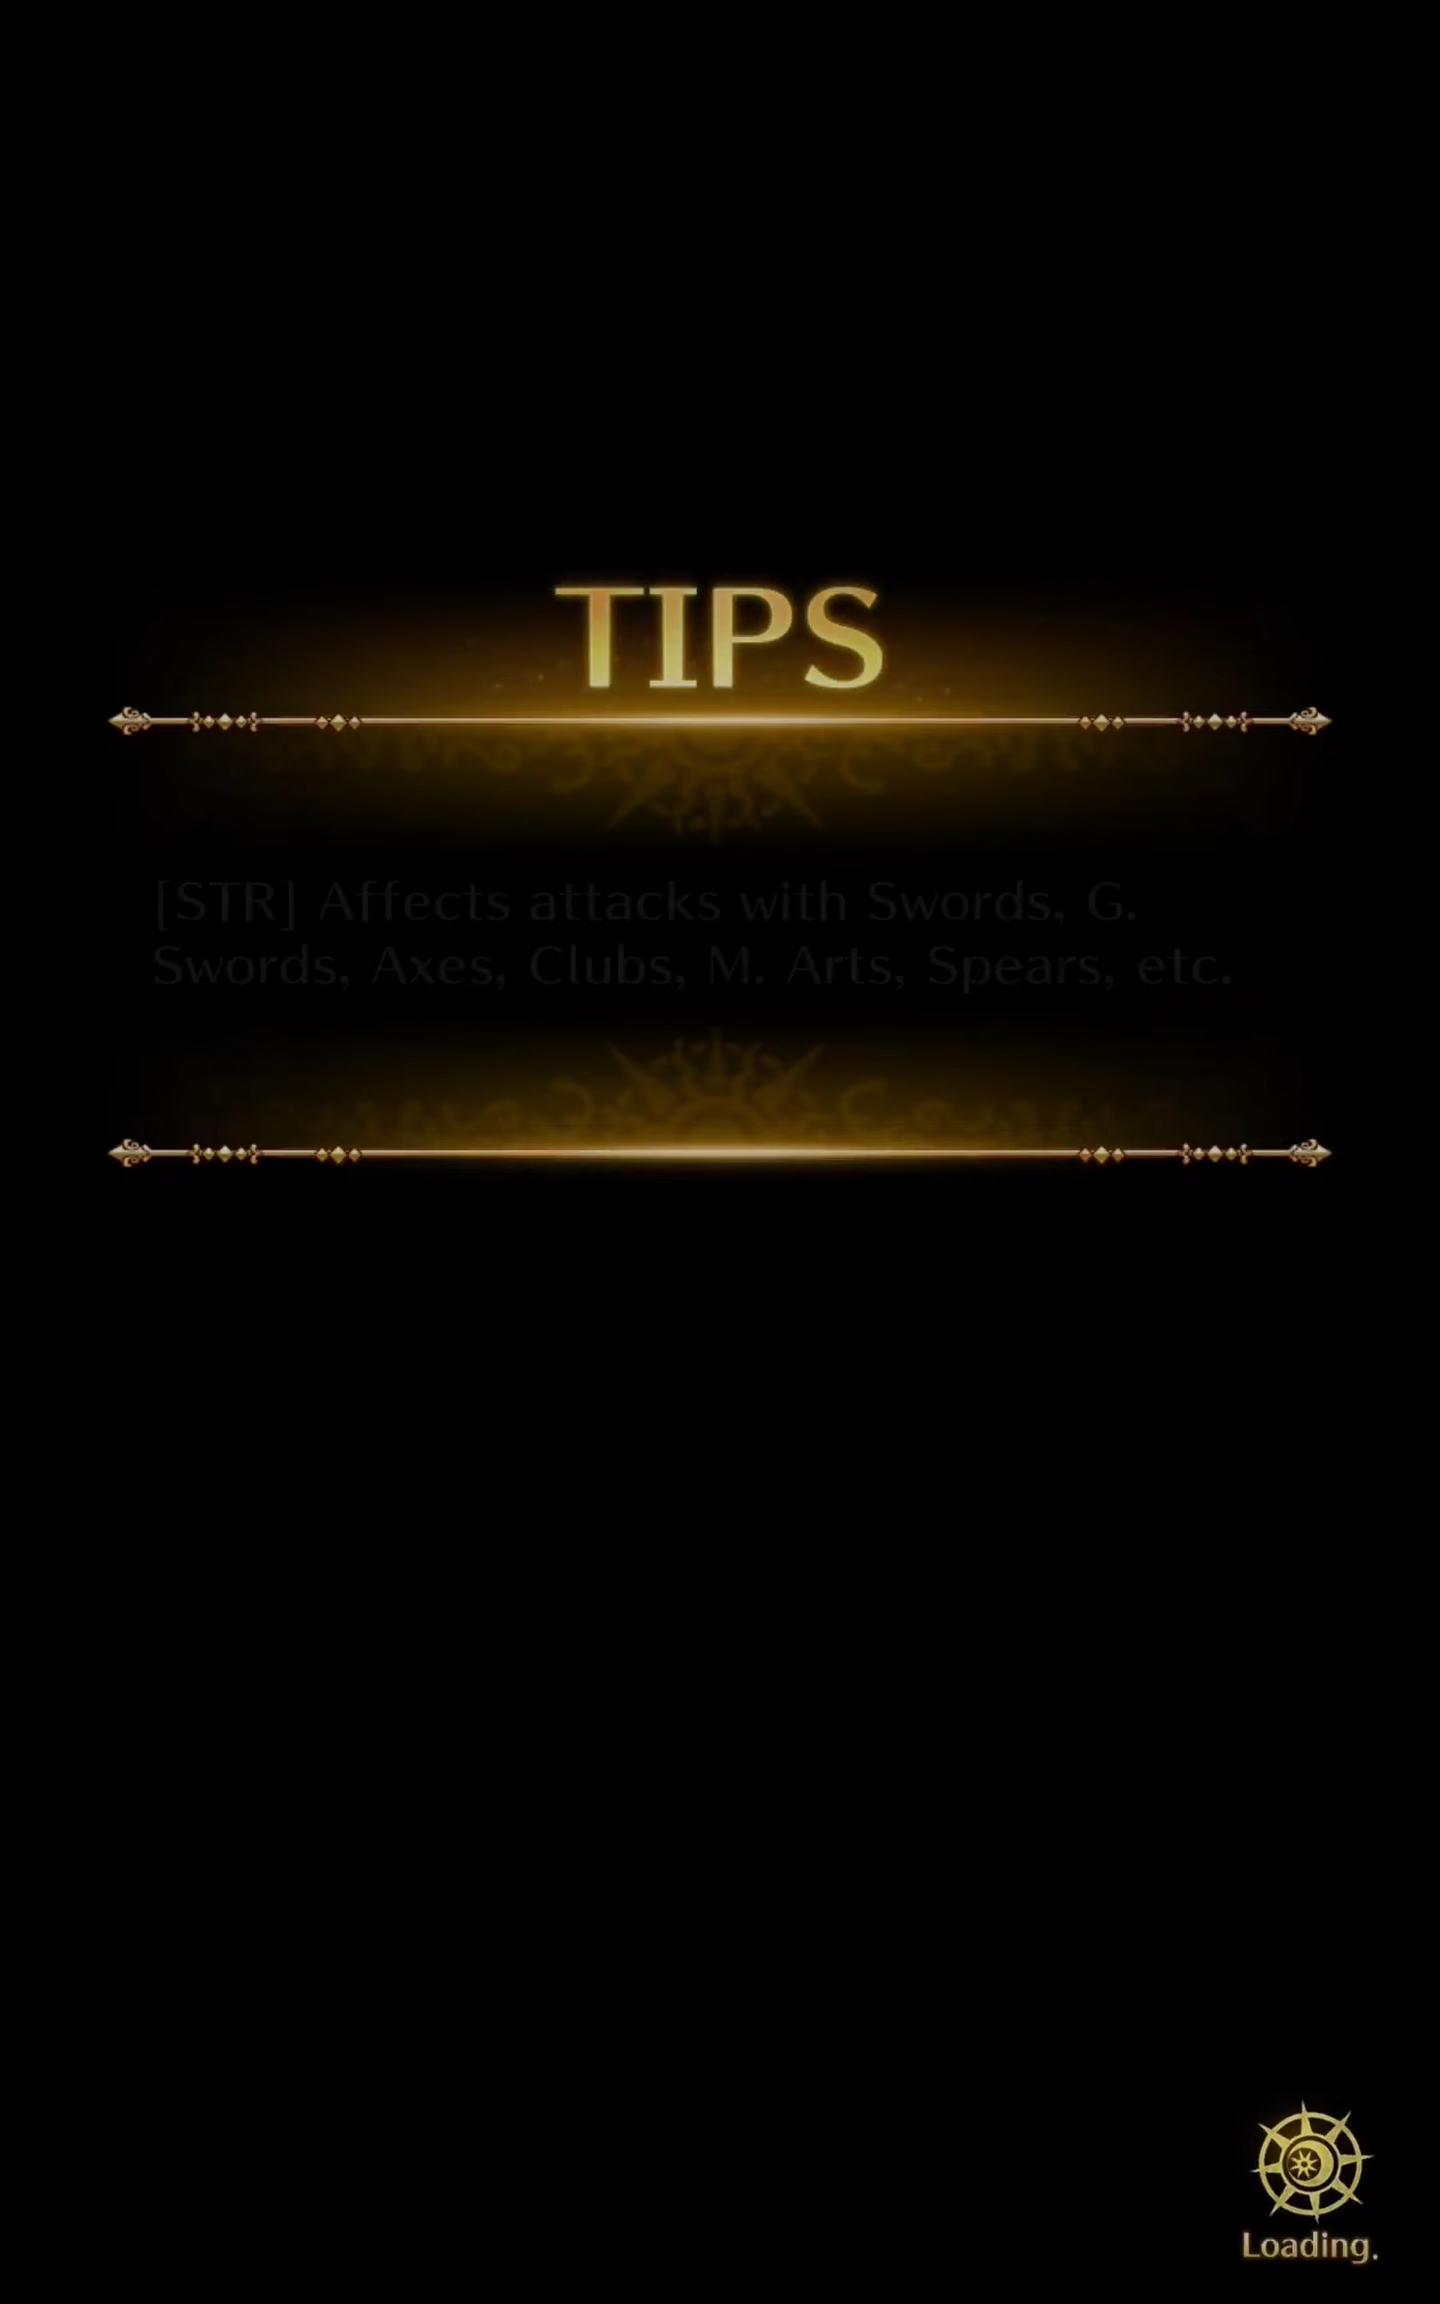 TIPS
[STR] Affects attacks with Swords, G.
Swords, Axes, Clubs, M. Arts, Spears, etc.
Loading.